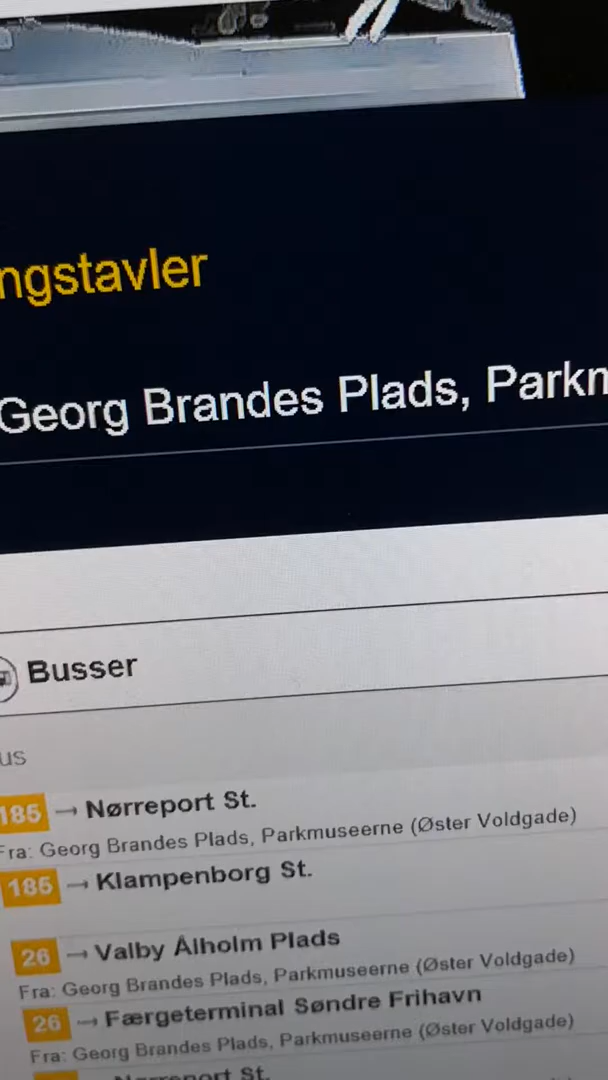 ngstavler
Georg Brandes Plads, Parkm
Busser
us
185 → Nørreport St.
Fra: Georg Brandes Plads, Parkmuseerne (Øster Voldgade)
185 → Klampenborg St.
26 → Valby Ålholm Plads
Fra: Georg Brandes Plads, Parkmuseerne (Øster Voldgade)
26 → Færgeterminal Søndre Frihavn
Fra: Georg Brandes Plads, Parkmuseerne (Øster Voldgade)
Nørreport St.